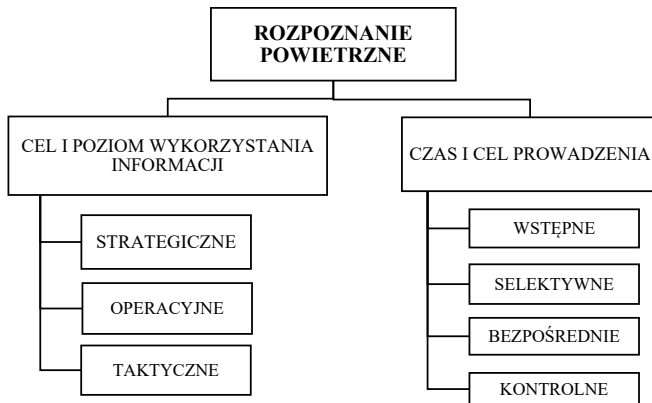 ROZPOZNANIE
POWIETRZNE
CEL I POZIOM WYKORZYSTANIA
INFORMACJI
STRATEGICZNE
OPERACYJNE
TAKTYCZNE
CZAS I CEL PROWADZENIA
WSTĘPNE
SELEKTYWNE
BEZPOŚREDNIE
KONTROLNE